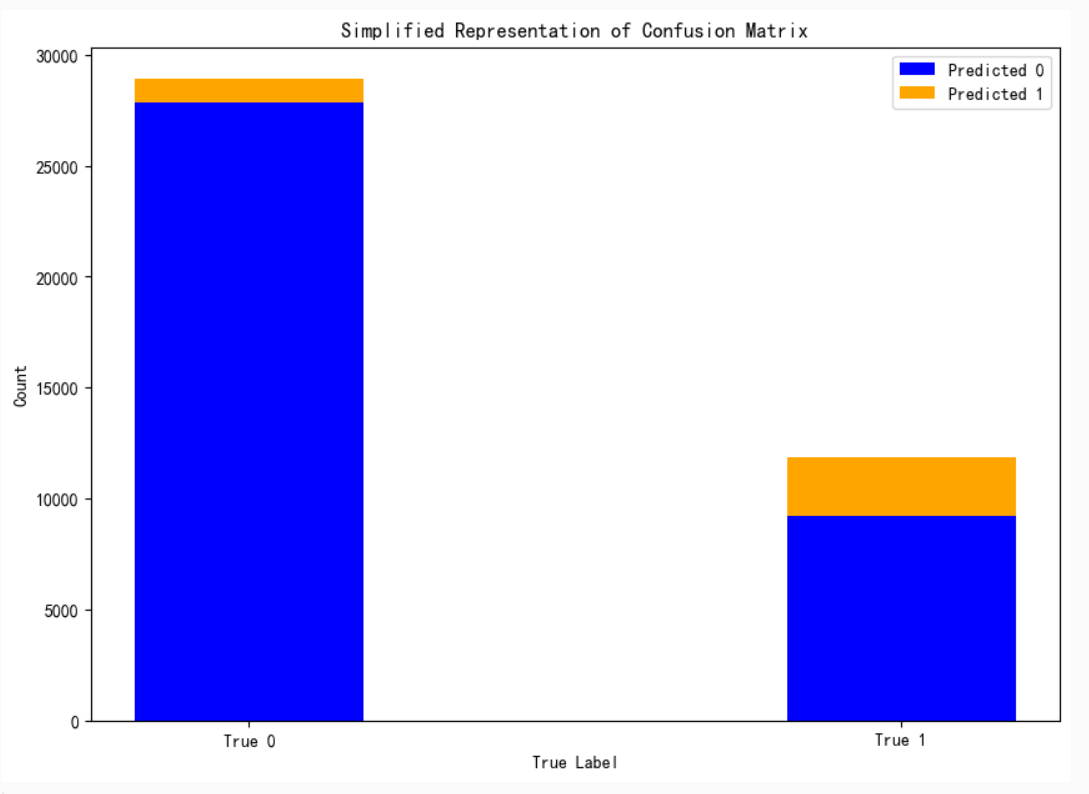 Simplified Representation of Confusion Matrix
Predicted 0
Predicted 1
30000
25000
20000
15000
10000
5000
0
Count
True 0
True 1
True Label